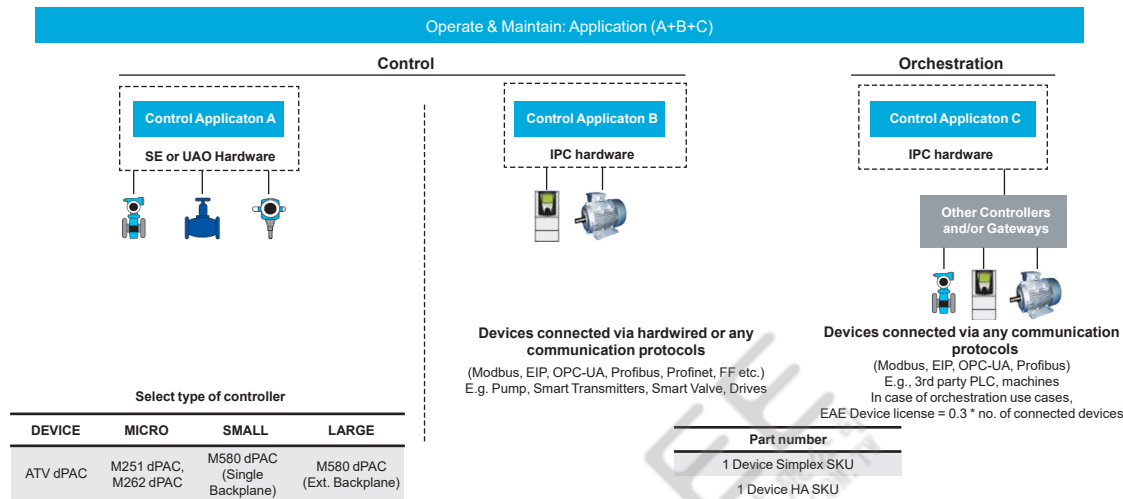 Operate & Maintain: Application (A+B+C)
Control
Orchestration
Control Applicaton A
SE or UAO Hardware
Control Applicaton B
IPC hardware
Control Applicaton C
IPC hardware
Other Controllers
and/or Gateways
Devices connected via hardwired or any
communication protocols
(Modbus, EIP, OPC-UA, Profibus, Profinet, FF etc.)
E.g. Pump, Smart Transmitters, Smart Valve, Drives
Devices connected via any communication
protocols
(Modbus, EIP, OPC-UA, Profibus)
E.g., 3rd party PLC, machines
In case of orchestration use cases,
EAE Device license = 0.3 * no. of connected devices
Select type of controller
DEVICE MICRO SMALL LARGE
ATV dPAC
M251 dPAC,
M262 dPAC
M580 dPAC
(Single
Backplane)
M580 dPAC
(Ext. Backplane)
Part number
1 Device Simplex SKU
1 Device HA SKU